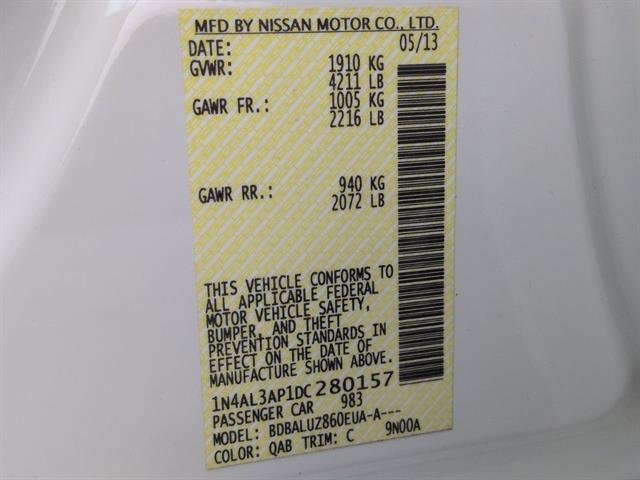 MFD BY NISSAN MOTOR CO., LTD.
DATE: 05/13
GVWR: 1910 KG
4211 LB
GAWR FR.: 1005 KG
2216 LB
GAWR RR.: 940 KG
2072 LB
THIS VEHICLE CONFORMS TO
ALL APPLICABLE FEDERAL
MOTOR VEHICLE SAFETY,
BUMPER, AND THEFT
PREVENTION STANDARDS IN
EFFECT ON THE DATE OF
MANUFACTURE SHOWN ABOVE.
1N4AL3AP1DC280157
PASSENGER CAR 983
MODEL: BDBALUZ860EUA-A---
COLOR: QAB TRIM: C 9N00A